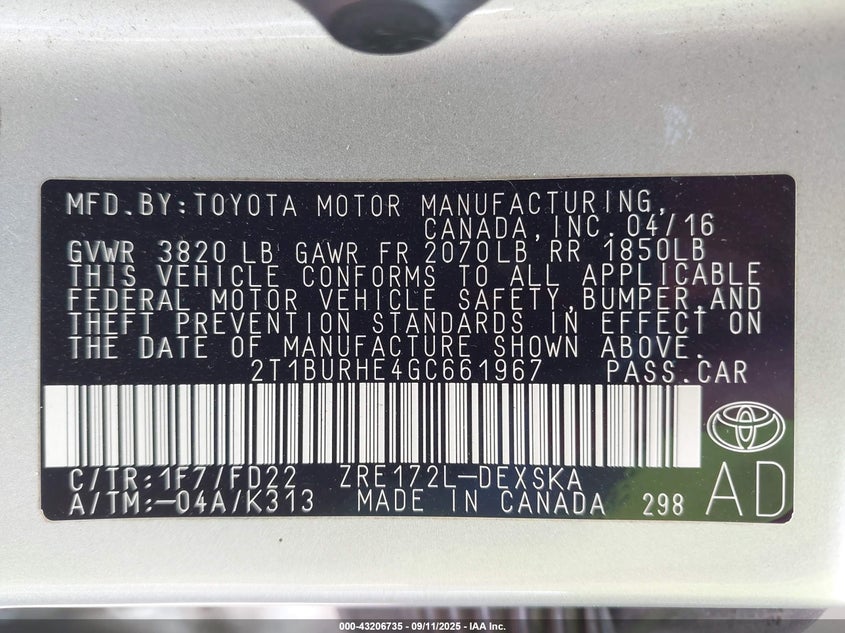 MFD.BY:TOYOTA MOTOR MANUFACTURING,
CANADA,INC. 04/16
GVWR 3820 LB GAWR FR 2070LB RR 1850LB
THIS VEHICLE CONFORMS TO ALL APPLICABLE
FEDERAL MOTOR VEHICLE SAFETY,BUMPER,AND
THEFT PREVENTION STANDARDS IN EFFECT ON
THE DATE OF MANUFACTURE SHOWN ABOVE.
2T1BURHE4GC661967 PASS.CAR
C/TR:1F7/FD22 ZRE172L-DEXSKA
A/TM:-04A/K313 MADE IN CANADA 298 AD
000-43206735 - 09/11/2025 - IAA Inc.